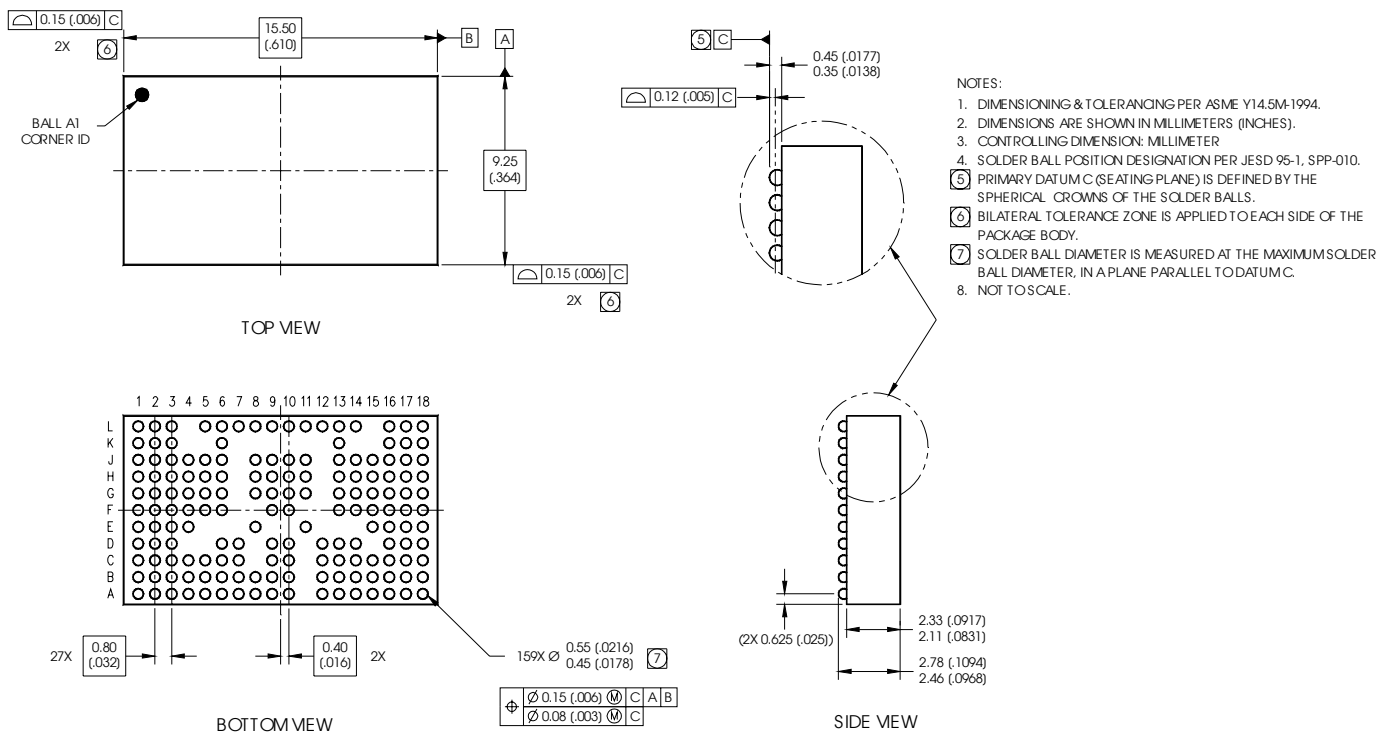 0.15 (.006) C
2X 6
15.50
(.610)
B
A
BALL A1
CORNER ID
9.25
(.364)
0.15 (.006) C
2X 6
TOP VIEW
5 C
0.45 (.0177)
0.35 (.0138)
0.12 (.005) C
NOTES:
1. DIMENSIONING & TOLERANCING PER ASME Y14.5M-1994.
2. DIMENSIONS ARE SHOWN IN MILLIMETERS (INCHES).
3. CONTROLLING DIMENSION: MILLIMETER
4. SOLDER BALL POSITION DESIGNATION PER JESD 95-1, SPP-010.
5 PRIMARY DATUM C (SEATING PLANE) IS DEFINED BY THE
SPHERICAL CROWNS OF THE SOLDER BALLS.
6 BILATERAL TOLERANCE ZONE IS APPLIED TO EACH SIDE OF THE
PACKAGE BODY.
7 SOLDER BALL DIAMETER IS MEASURED AT THE MAXIMUM SOLDER
BALL DIAMETER, IN A PLANE PARALLEL TO DATUM C.
8. NOT TO SCALE.
1 2 3 4 5 6 7 8 9 10 11 12 13 14 15 16 17 18
L
K
J
H
G
F
E
D
C
B
A
27X 0.80
(.032)
0.40
(.016) 2X
159X Ø 0.55 (.0216)
0.45 (.0178) 7
⌖ Ø 0.15 (.006) Ⓜ C A B
Ø 0.08 (.003) Ⓜ C
BOTTOM VIEW
(2X 0.625 (.025))
2.33 (.0917)
2.11 (.0831)
2.78 (.1094)
2.46 (.0968)
SIDE VIEW